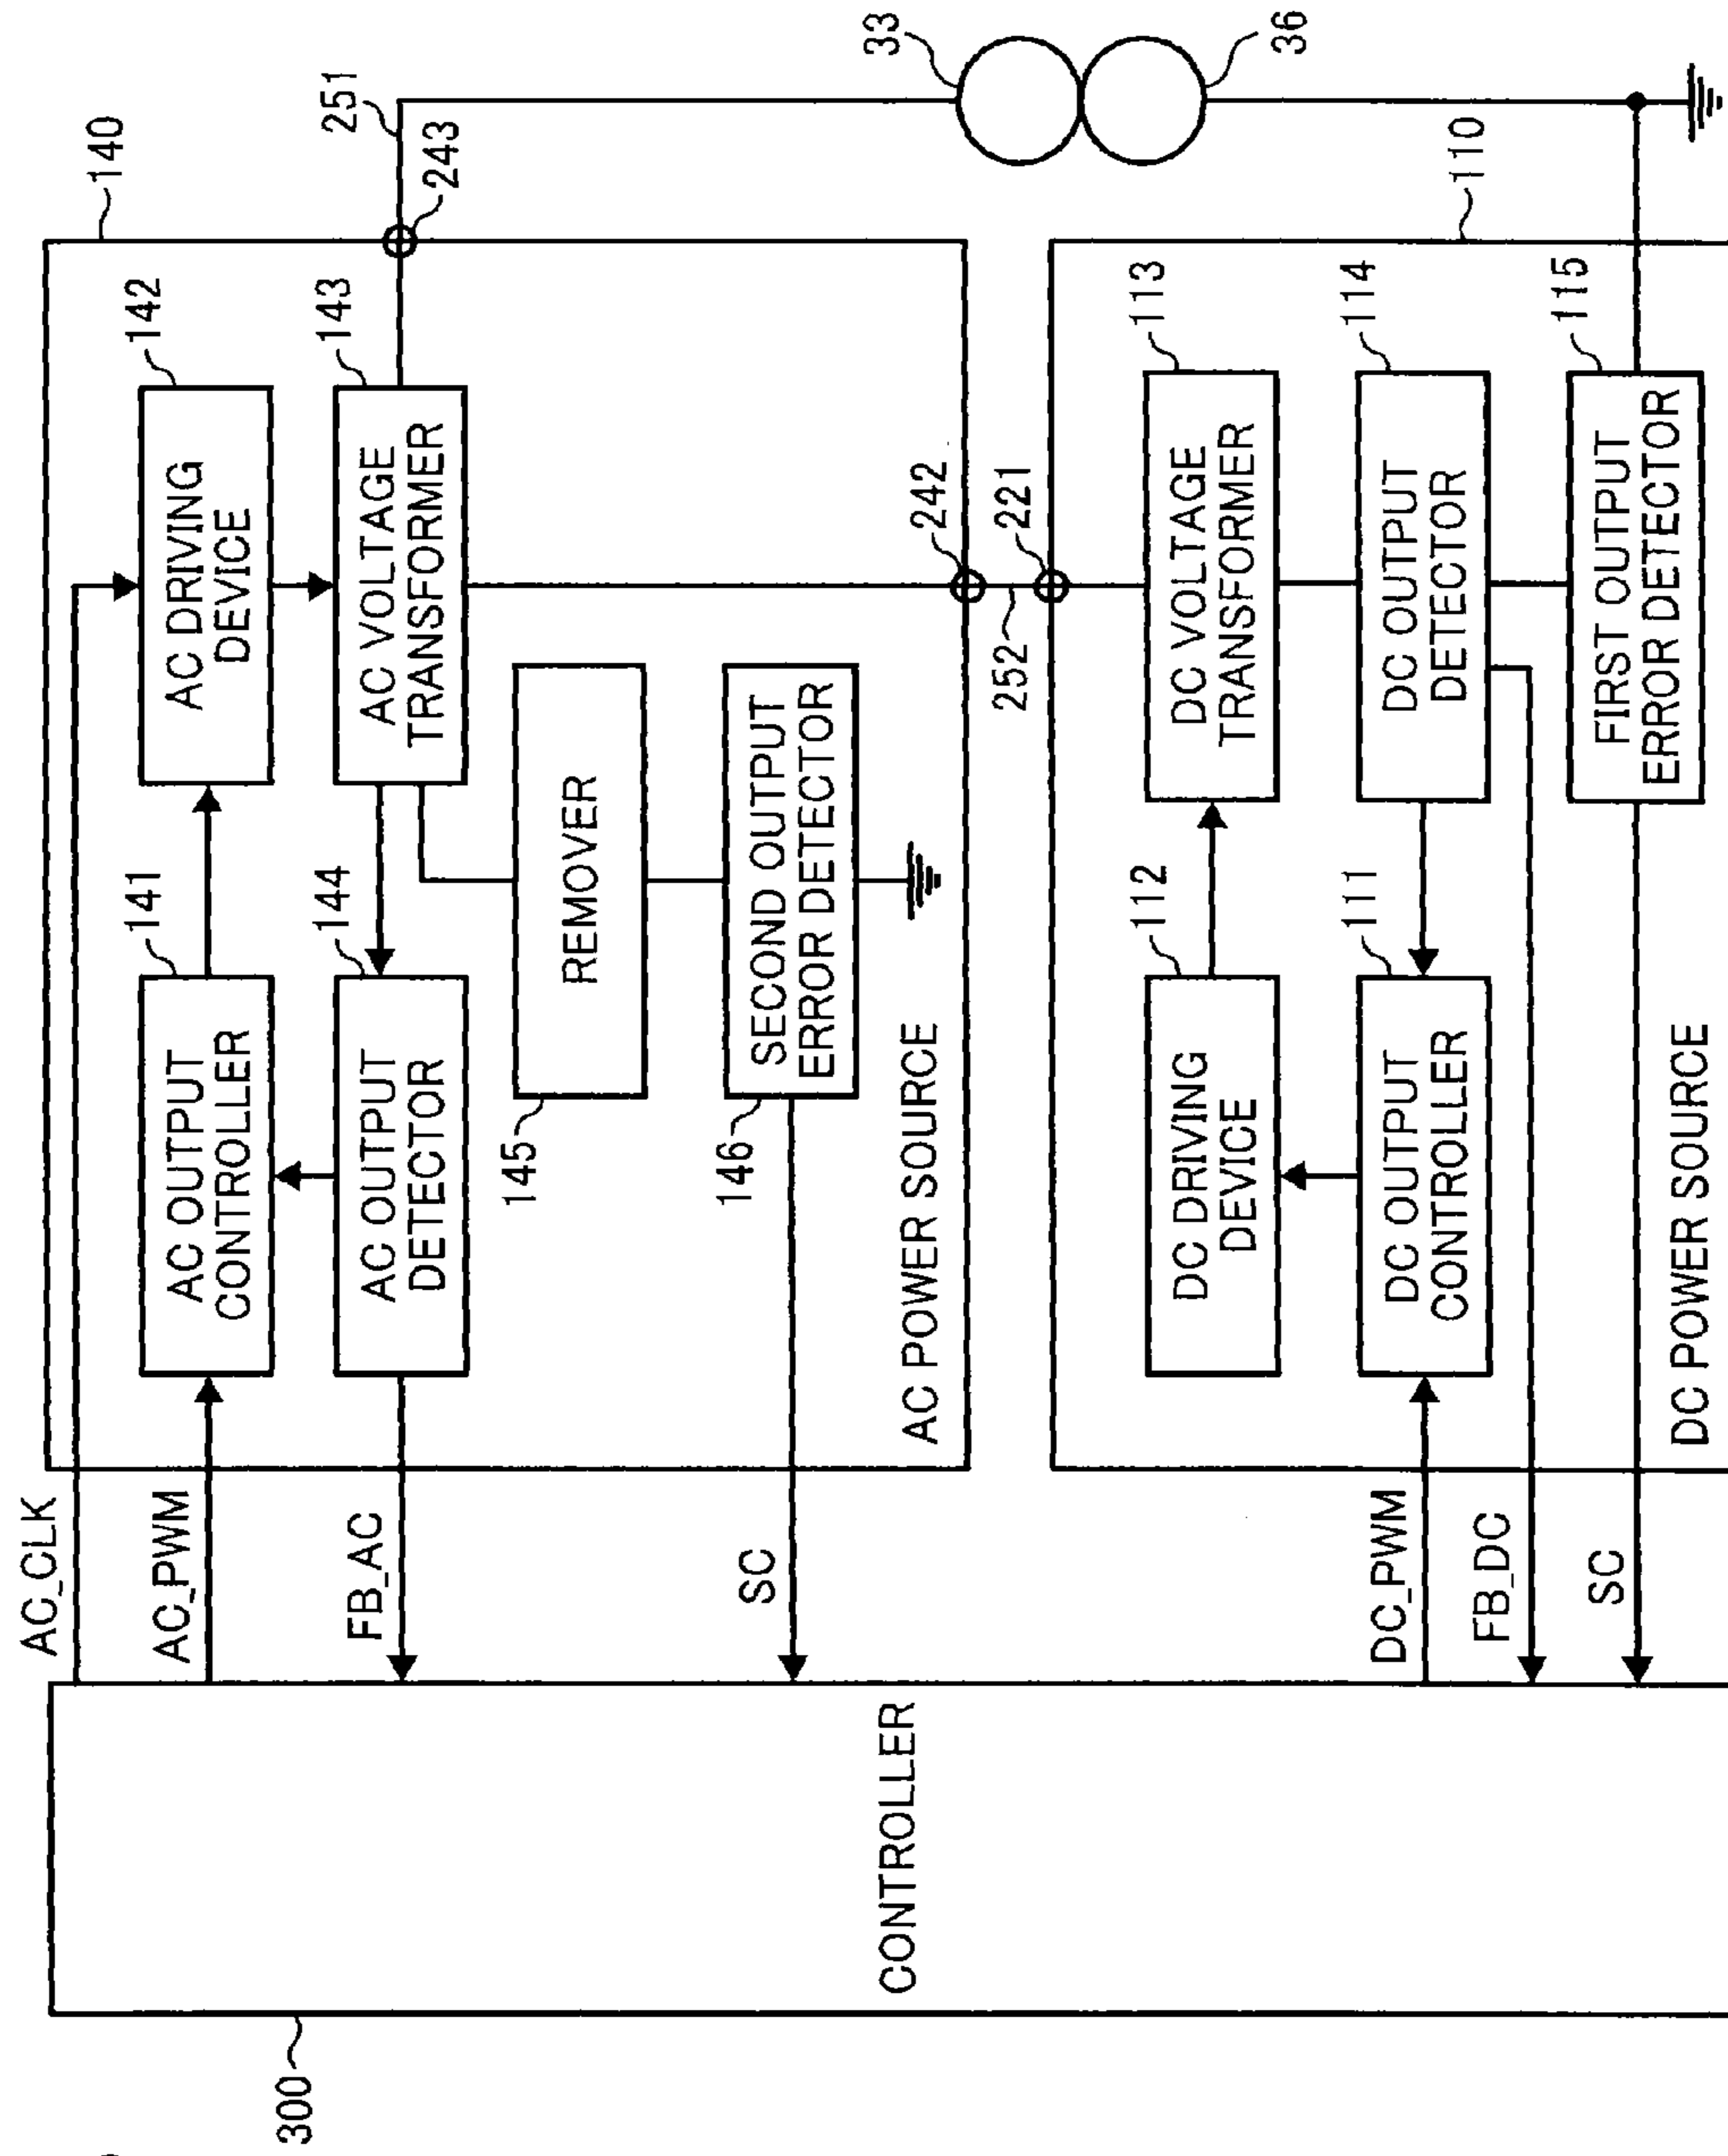 300
CONTROLLER
AC_CLK
AC_PWM
FB_AC
SC
DC_PWM
FB_DC
SC
140
141
AC OUTPUT
CONTROLLER
142
AC DRIVING
DEVICE
144
AC OUTPUT
DETECTOR
143
AC VOLTAGE
TRANSFORMER
145
REMOVER
146
SECOND OUTPUT
ERROR DETECTOR
AC POWER SOURCE
243
251
242
252
221
33
36
110
112
DC DRIVING
DEVICE
113
DC VOLTAGE
TRANSFORMER
111
DC OUTPUT
CONTROLLER
114
DC OUTPUT
DETECTOR
115
FIRST OUTPUT
ERROR DETECTOR
DC POWER SOURCE